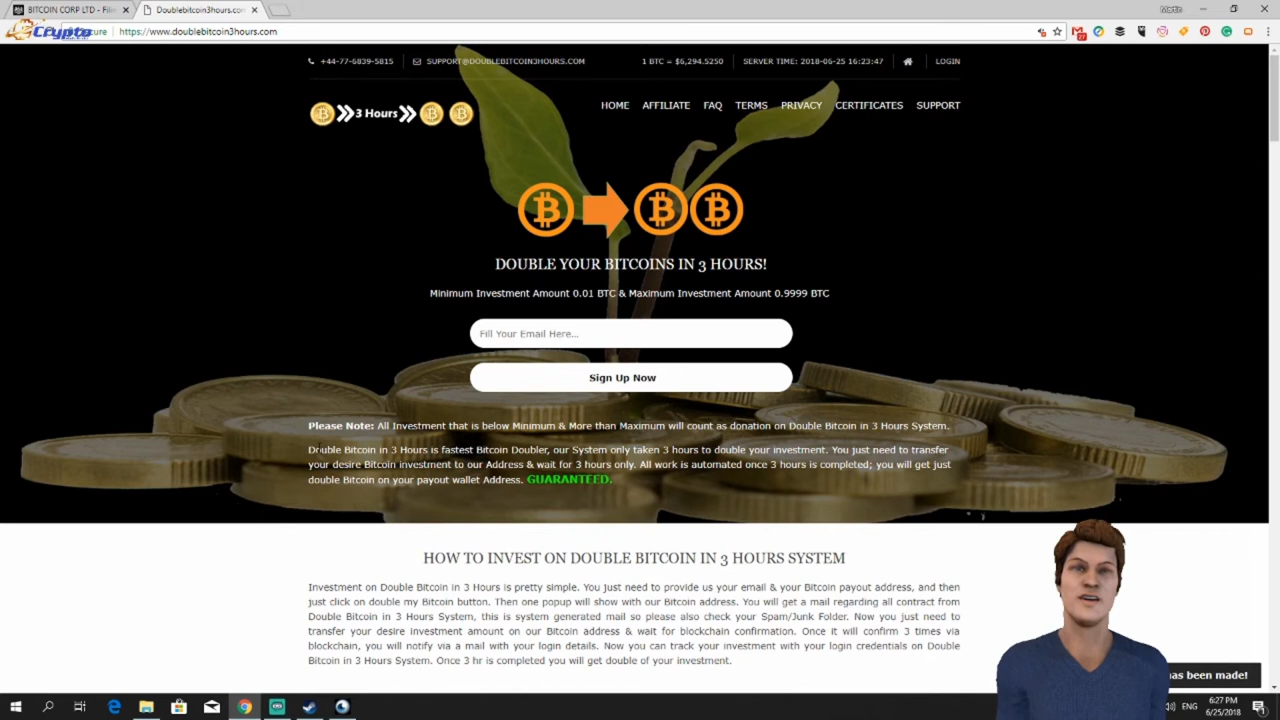 BITCOIN CORP LTD - Filin
Doublebitcoin3hours.com
Motin
Crypto
https://www.doublebitcoin3hours.com
27
+44-77-6839-5815
SUPPORT@DOUBLEBITCOIN3HOURS.COM
1 BTC = $6,294.5250
SERVER TIME: 2018-06-25 16:23:47
LOGIN
3 Hours
HOME AFFILIATE FAQ TERMS PRIVACY CERTIFICATES SUPPORT
DOUBLE YOUR BITCOINS IN 3 HOURS!
Minimum Investment Amount 0.01 BTC & Maximum Investment Amount 0.9999 BTC
Fill Your Email Here...
Sign Up Now
Please Note: All Investment that is below Minimum & More than Maximum will count as donation on Double Bitcoin in 3 Hours System.
Double Bitcoin in 3 Hours is fastest Bitcoin Doubler, our System only taken 3 hours to double your investment. You just need to transfer
your desire Bitcoin investment to our Address & wait for 3 hours only. All work is automated once 3 hours is completed; you will get just
double Bitcoin on your payout wallet Address. GUARANTEED.
HOW TO INVEST ON DOUBLE BITCOIN IN 3 HOURS SYSTEM
Investment on Double Bitcoin in 3 Hours is pretty simple. You just need to provide us your email & your Bitcoin payout address, and then
just click on double my Bitcoin button. Then one popup will show with our Bitcoin address. You will get a mail regarding all contract from
Double Bitcoin in 3 Hours System, this is system generated mail so please also check your Spam/Junk Folder. Now you just need to
transfer your desire investment amount on our Bitcoin address & wait for blockchain confirmation. Once it will confirm 3 times via
blockchain, you will notify via a mail with your login details. Now you can track your investment with your login credentials on Double
Bitcoin in 3 Hours System. Once 3 hr is completed you will get double of your investment.
has been made!
ENG
6:27 PM
6/25/2018